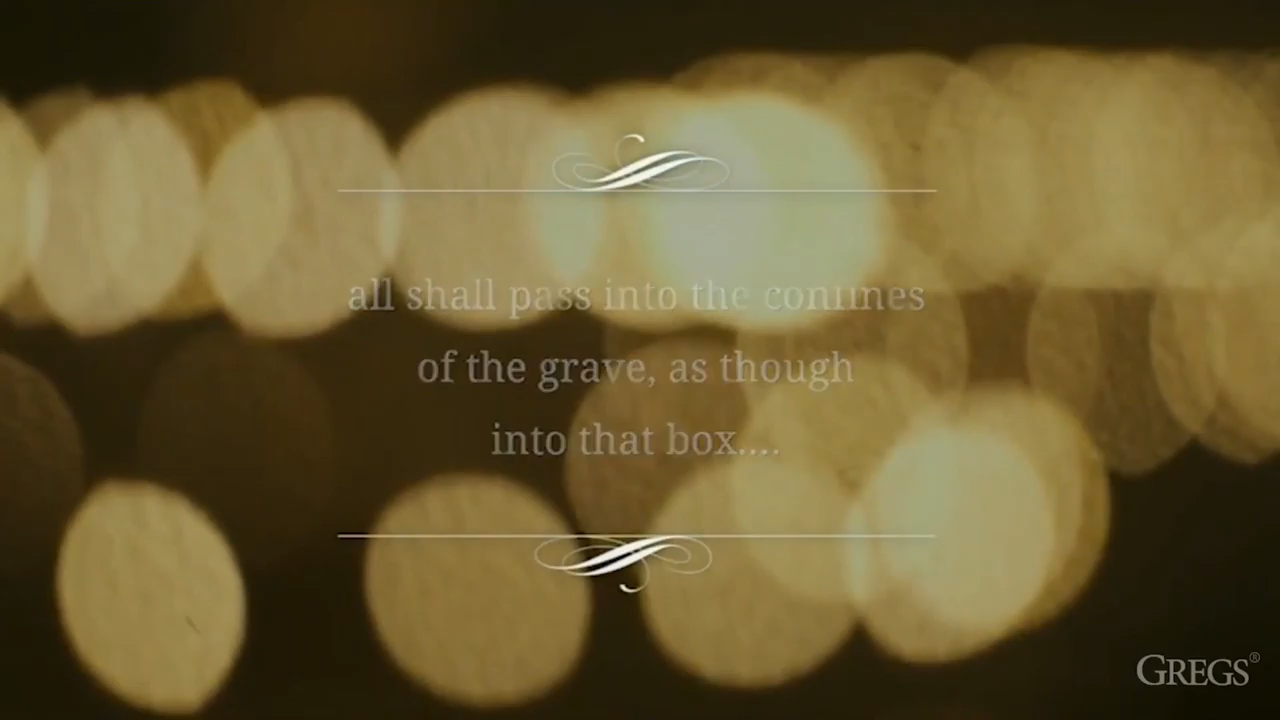 all shall pass into the confines
of the grave, as though
into that box....
GREGS®